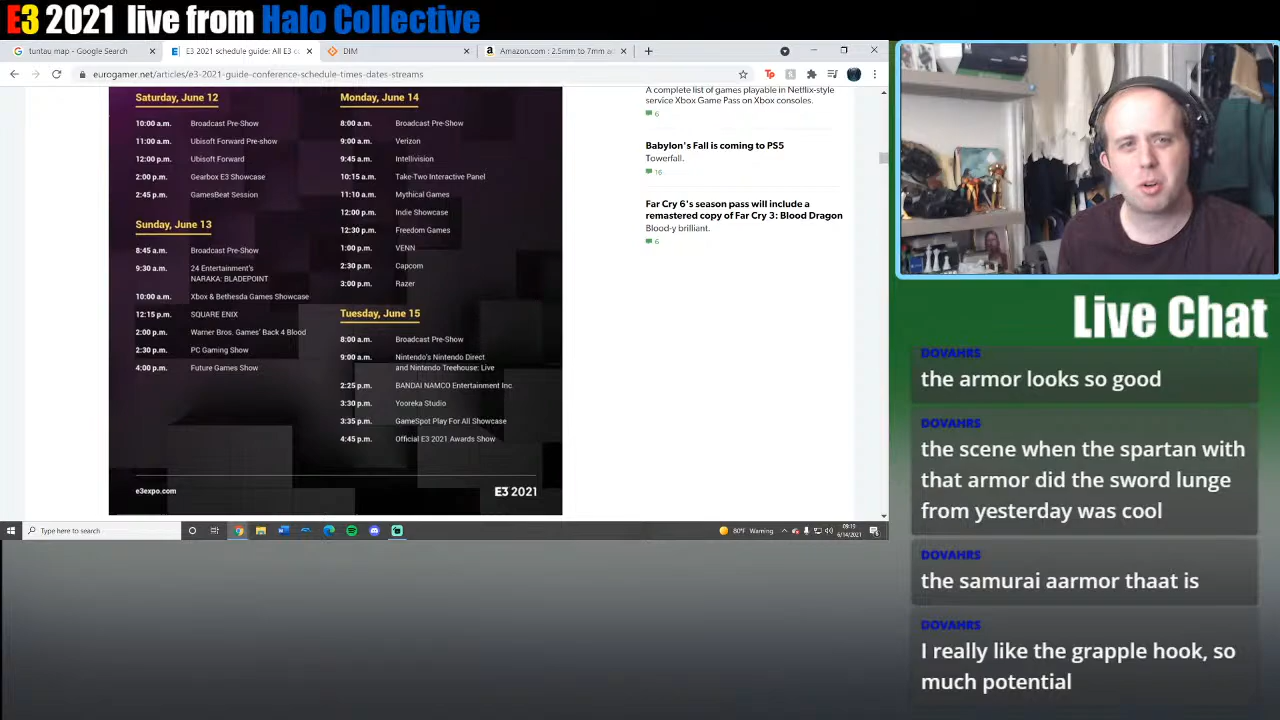 E3 2021 live from Halo Collective
tuntau map - Google Search
E3 2021 schedule guide: All E3 c
DIM
Amazon.com : 2.5mm to 7mm a
eurogamer.net/articles/e3-2021-guide-conference-schedule-times-dates-streams
Saturday, June 12
10:00 a.m. Broadcast Pre-Show
11:00 a.m. Ubisoft Forward Pre-show
12:00 p.m. Ubisoft Forward
2:00 p.m. Gearbox E3 Showcase
2:45 p.m. GamesBeat Session
Sunday, June 13
8:45 a.m. Broadcast Pre-Show
9:30 a.m. 24 Entertainment's
NARAKA: BLADEPOINT
10:00 a.m. Xbox & Bethesda Games Showcase
12:15 p.m. SQUARE ENIX
2:00 p.m. Warner Bros. Games' Back 4 Blood
2:30 p.m. PC Gaming Show
4:00 p.m. Future Games Show
Monday, June 14
8:00 a.m. Broadcast Pre-Show
9:00 a.m. Verizon
9:45 a.m. Intellivision
10:15 a.m. Take-Two Interactive Panel
11:10 a.m. Mythical Games
12:00 p.m. Indie Showcase
12:30 p.m. Freedom Games
1:00 p.m. VENN
2:30 p.m. Capcom
3:00 p.m. Razer
Tuesday, June 15
8:00 a.m. Broadcast Pre-Show
9:00 a.m. Nintendo's Nintendo Direct
and Nintendo Treehouse: Live
2:25 p.m. BANDAI NAMCO Entertainment Inc.
3:30 p.m. Yooreka Studio
3:35 p.m. GameSpot Play For All Showcase
4:45 p.m. Official E3 2021 Awards Show
e3expo.com
E3 2021
A complete list of games playable in Netflix-style
service Xbox Game Pass on Xbox consoles.
6
Babylon's Fall is coming to PS5
Towerfall.
16
Far Cry 6's season pass will include a
remastered copy of Far Cry 3: Blood Dragon
Blood-y brilliant.
6
Type here to search
80°F Warning
09:19
6/14/2021
Live Chat
DOVAHRS
the armor looks so good
DOVAHRS
the scene when the spartan with
that armor did the sword lunge
from yesterday was cool
DOVAHRS
the samurai aarmor thaat is
DOVAHRS
I really like the grapple hook, so
much potential